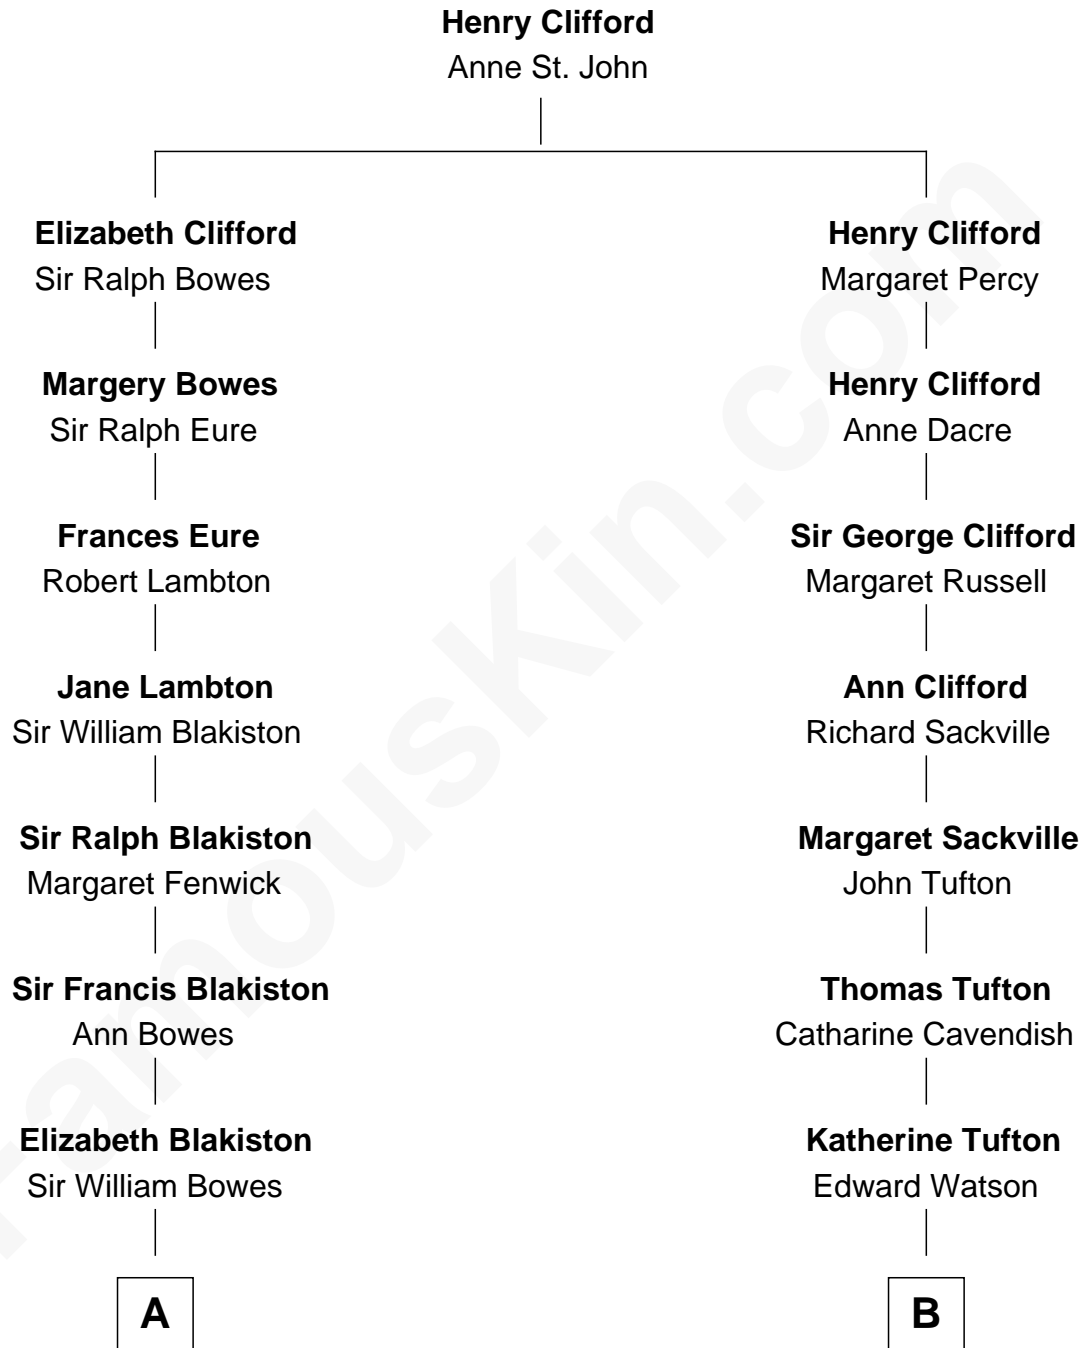 Henry Clifford
Anne St. John
Elizabeth Clifford
Sir Ralph Bowes
Henry Clifford
Margaret Percy
Margery Bowes
Sir Ralph Eure
Henry Clifford
Anne Dacre
Frances Eure
Robert Lambton
Sir George Clifford
Margaret Russell
Jane Lambton
Sir William Blakiston
Ann Clifford
Richard Sackville
Sir Ralph Blakiston
Margaret Fenwick
Margaret Sackville
John Tufton
Sir Francis Blakiston
Ann Bowes
Thomas Tufton
Catharine Cavendish
Elizabeth Blakiston
Sir William Bowes
Katherine Tufton
Edward Watson
A
B
FamousKin.com